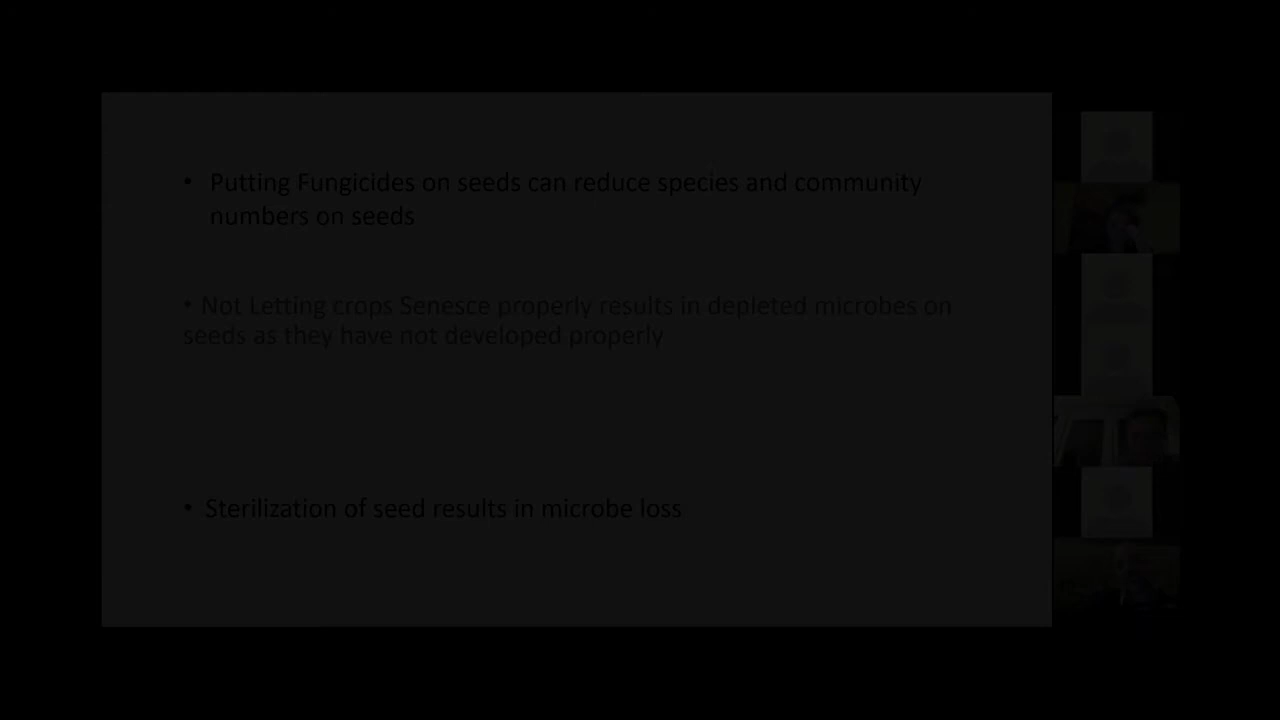 • Putting Fungicides on seeds can reduce species and community
numbers on seeds
• Not Letting crops Senesce properly results in depleted microbes on
seeds as they have not developed properly
• Sterilization of seed results in microbe loss